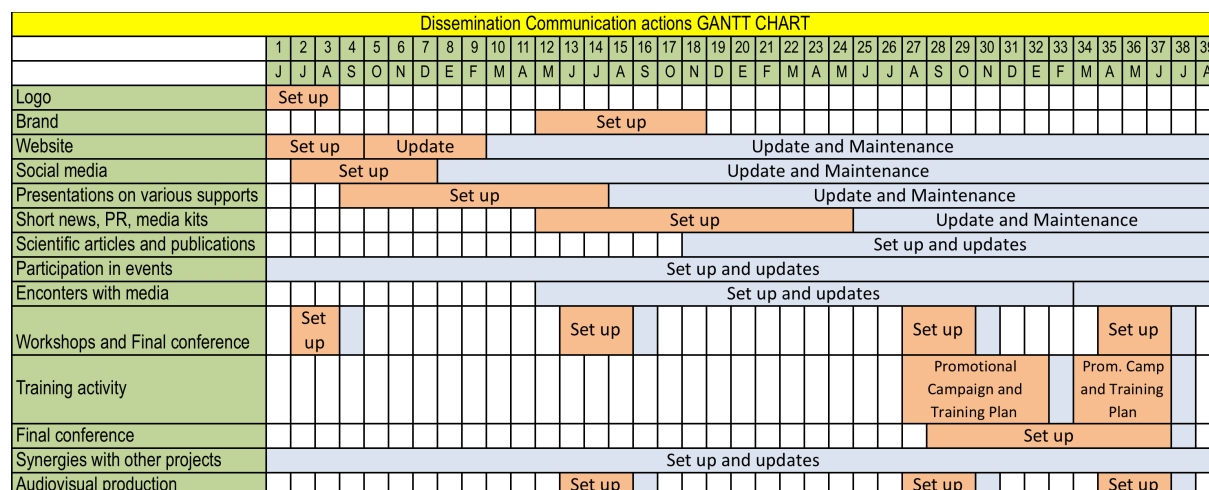 Dissemination Communication actions GANTT CHART
1 2 3 4 5 6 7 8 9 10 11 12 13 14 15 16 17 18 19 20 21 22 23 24 25 26 27 28 29 30 31 32 33 34 35 36 37 38 39
J J A S O N D E F M A M J J A S O N D E F M A M J J A S O N D E F M A M J J A
Logo Set up
Brand Set up
Website Set up Update Update and Maintenance
Social media Set up Update and Maintenance
Presentations on various supports Set up Update and Maintenance
Short news, PR, media kits Set up Update and Maintenance
Scientific articles and publications Set up and updates
Participation in events Set up and updates
Enconters with media Set up and updates
Workshops and Final conference Set up Set up Set up Set up
Training activity Promotional Campaign and Training Plan Prom. Camp and Training Plan
Final conference Set up
Synergies with other projects Set up and updates
Audiovisual production Set up Set up Set up